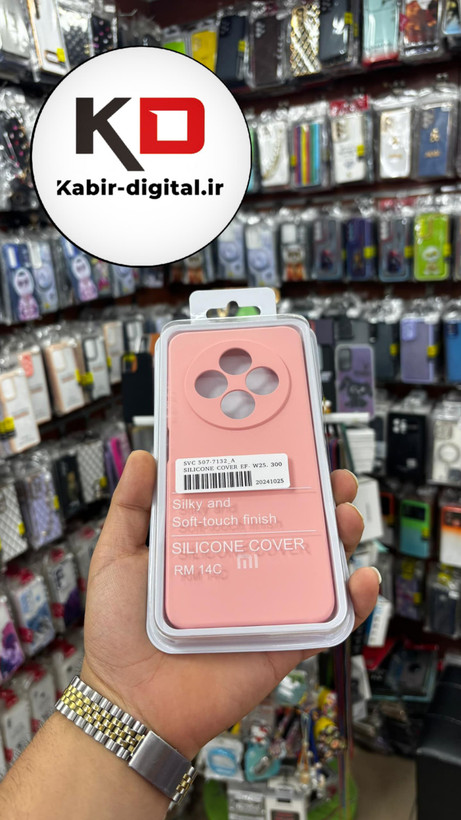 KD
Kabir-digital.ir
SVC 507-7132_A
SILICONE COVER EF- W25, 300
20241025
Silky and
Soft-touch finish
SILICONE COVER
RM 14C